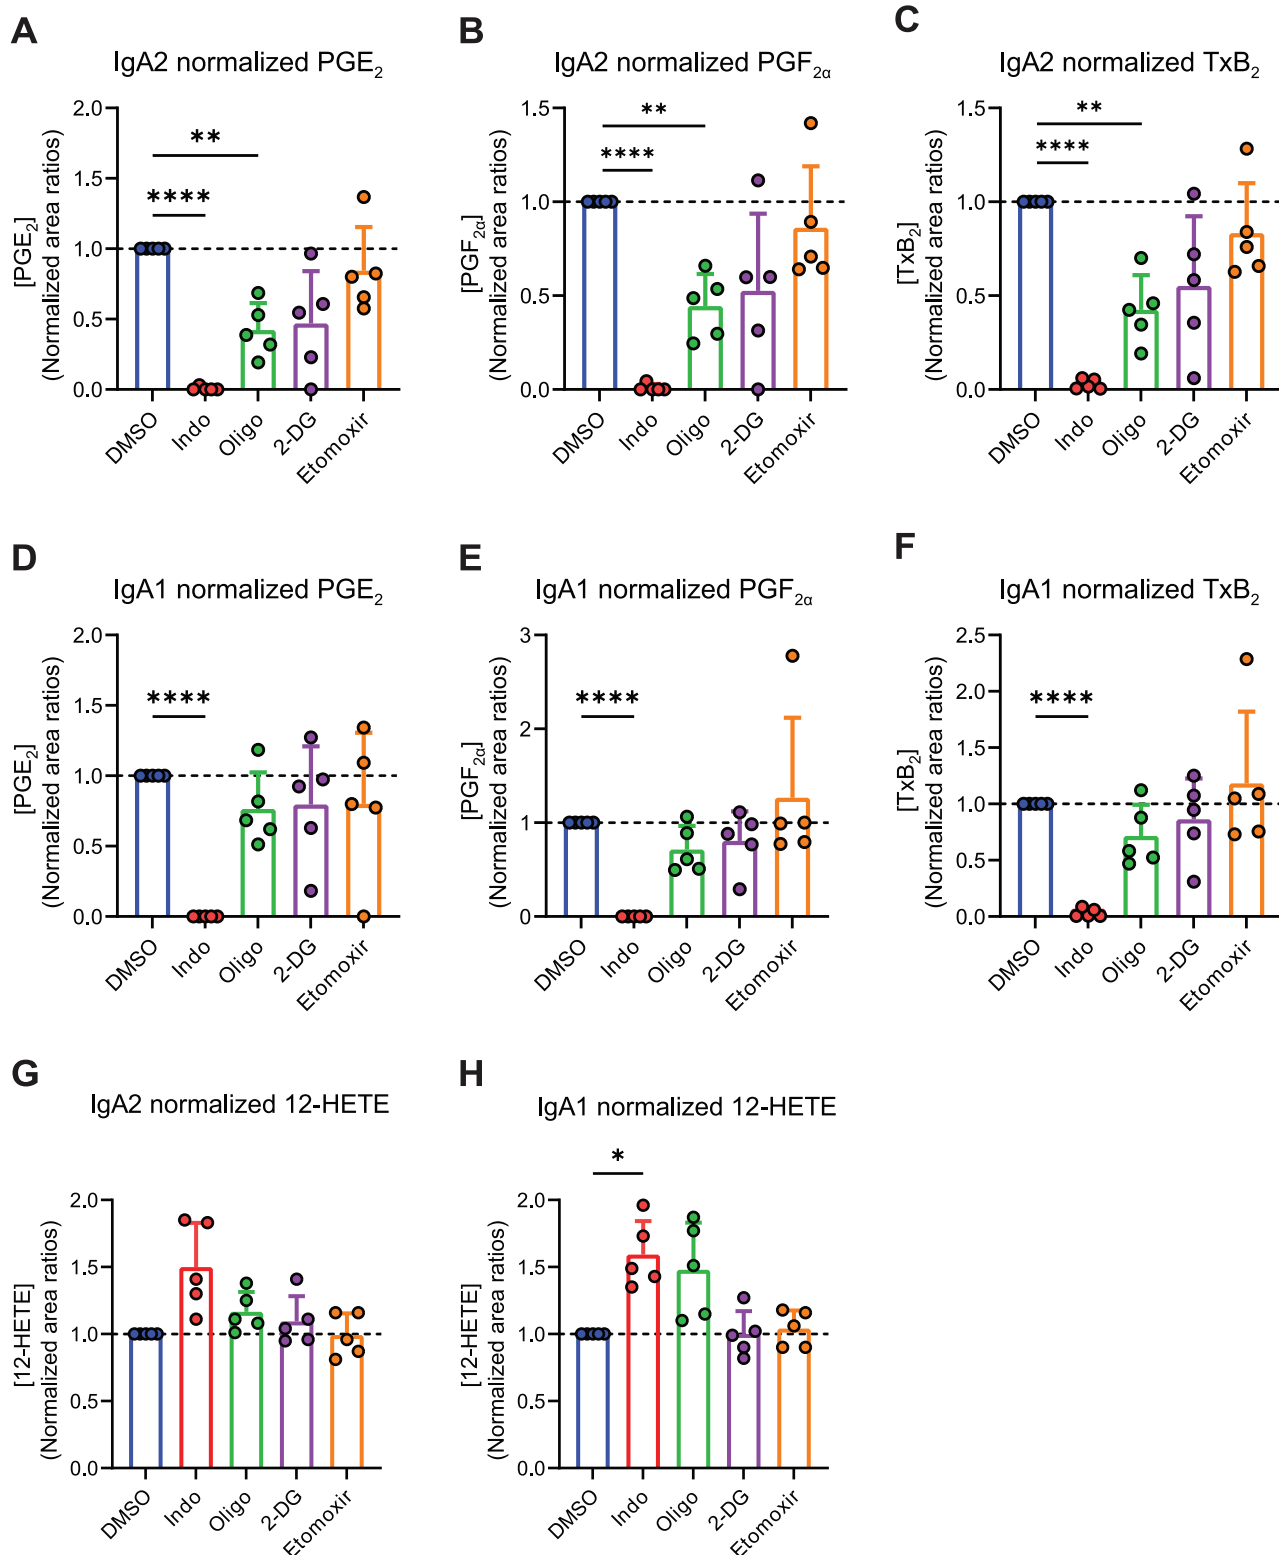 A
IgA2 normalized PGE₂
[PGE₂]
(Normalized area ratios)
2.0
1.5
1.0
0.5
0.0
**
****
DMSO
Indo
Oligo
2-DG
Etomoxir
B
IgA2 normalized PGF₂α
[PGF₂α]
(Normalized area ratios)
1.5
1.0
0.5
0.0
**
****
DMSO
Indo
Oligo
2-DG
Etomoxir
C
IgA2 normalized TxB₂
[TxB₂]
(Normalized area ratios)
1.5
1.0
0.5
0.0
**
****
DMSO
Indo
Oligo
2-DG
Etomoxir
D
IgA1 normalized PGE₂
[PGE₂]
(Normalized area ratios)
2.0
1.5
1.0
0.5
0.0
****
DMSO
Indo
Oligo
2-DG
Etomoxir
E
IgA1 normalized PGF₂α
[PGF₂α]
(Normalized area ratios)
3
2
1
0
****
DMSO
Indo
Oligo
2-DG
Etomoxir
F
IgA1 normalized TxB₂
[TxB₂]
(Normalized area ratios)
2.5
2.0
1.5
1.0
0.5
0.0
****
DMSO
Indo
Oligo
2-DG
Etomoxir
G
IgA2 normalized 12-HETE
[12-HETE]
(Normalized area ratios)
2.0
1.5
1.0
0.5
0.0
DMSO
Indo
Oligo
2-DG
Etomoxir
H
IgA1 normalized 12-HETE
[12-HETE]
(Normalized area ratios)
2.0
1.5
1.0
0.5
0.0
*
DMSO
Indo
Oligo
2-DG
Etomoxir